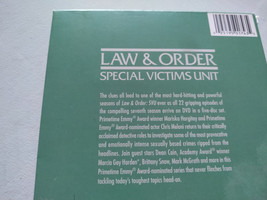 LAW & ORDER
SPECIAL VICTIMS UNIT
The clues all lead to one of the most hard-hitting and powerful
seasons of Law & Order: SVU ever as all 22 gripping episodes of
the compelling seventh season arrive on DVD in a five-disc set.
Primetime Emmy® Award winner Mariska Hargitay and Primetime
Emmy® Award-nominated actor Chris Meloni return to their critically
acclaimed detective roles to investigate some of the most provocative
and emotionally intense sexually based crimes ripped from the
headlines. Join guest stars Dean Cain, Academy Award® winner
Marcia Gay Harden, Brittany Snow, Mark McGrath and more in this
Primetime Emmy® Award-nominated series that never flinches from
tackling today's toughest topics head-on.